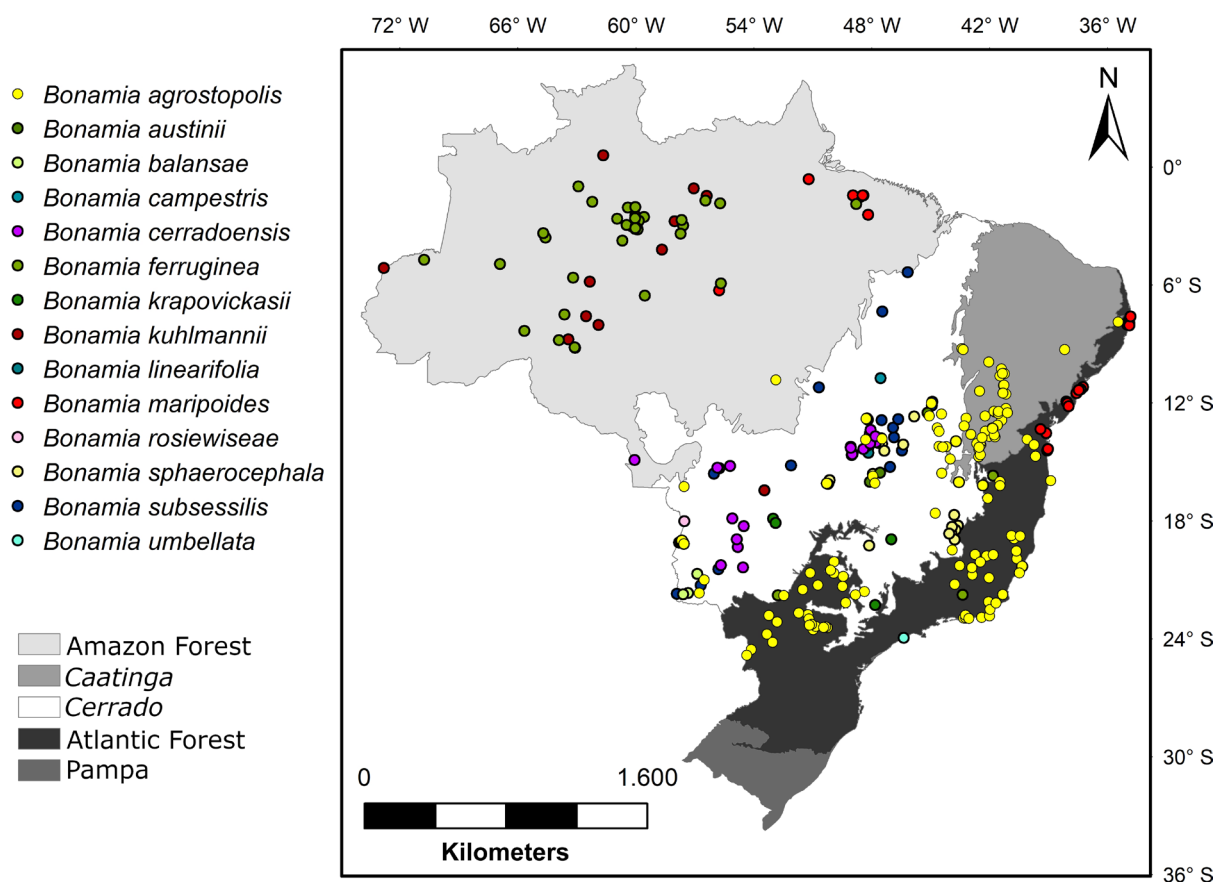 72° W 66° W 60° W 54° W 48° W 42° W 36° W
N
Bonamia agrostopolis
Bonamia austinii
Bonamia balansae
Bonamia campestris
Bonamia cerradoensis
Bonamia ferruginea
Bonamia krapovickasii
Bonamia kuhlmannii
Bonamia linearifolia
Bonamia maripoides
Bonamia rosiewiseae
Bonamia sphaerocephala
Bonamia subsessilis
Bonamia umbellata
0°
6° S
12° S
18° S
24° S
30° S
36° S
Amazon Forest
Caatinga
Cerrado
Atlantic Forest
Pampa
0 1.600
Kilometers